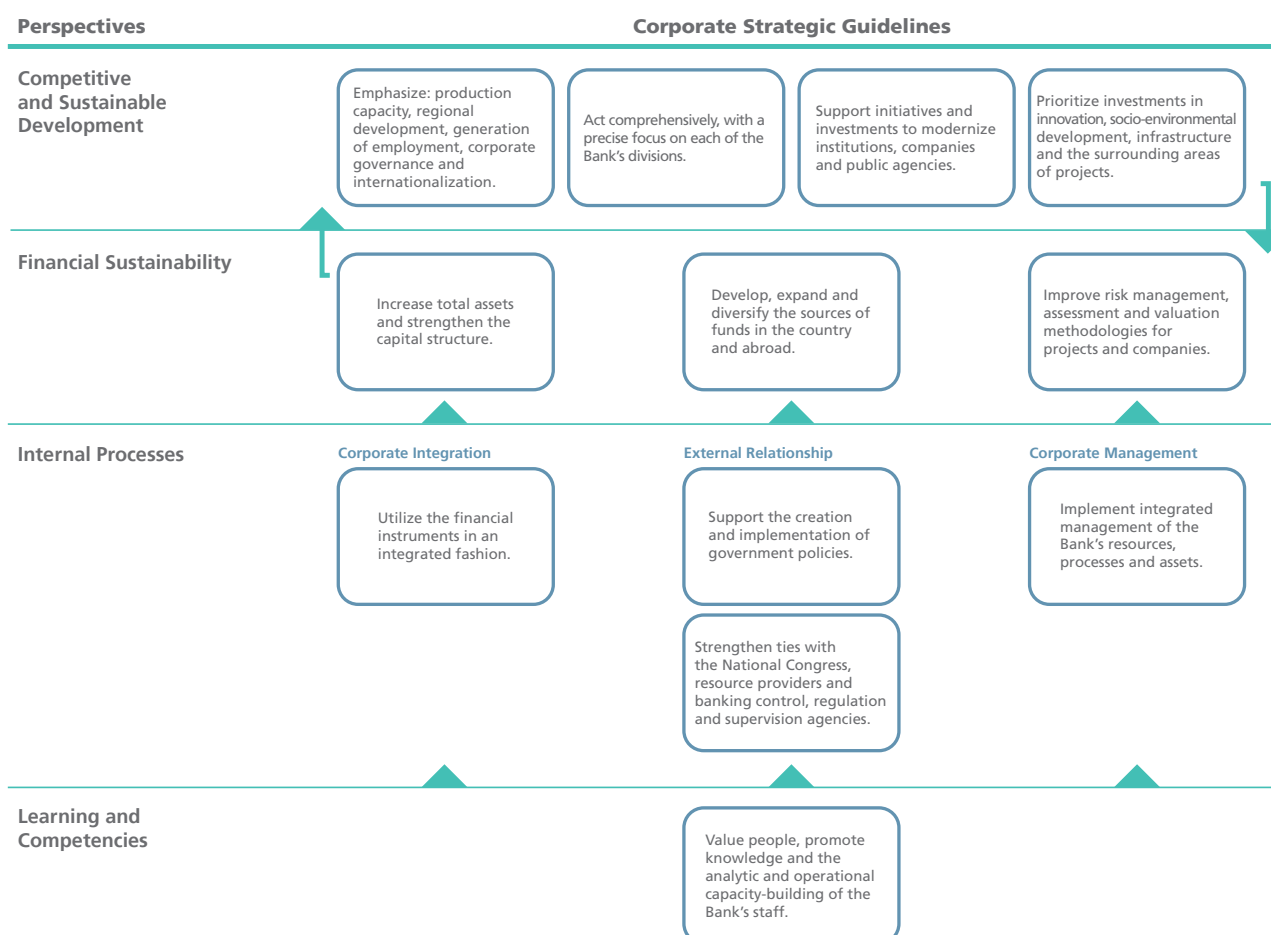 Perspectives
Corporate Strategic Guidelines
Competitive
and Sustainable
Development
Emphasize: production
capacity, regional
development, generation
of employment, corporate
governance and
internationalization.
Act comprehensively, with a
precise focus on each of the
Bank's divisions.
Support initiatives and
investments to modernize
institutions, companies
and public agencies.
Prioritize investments in
innovation, socio-environmental
development, infrastructure
and the surrounding areas
of projects.
Financial Sustainability
Increase total assets
and strengthen the
capital structure.
Develop, expand and
diversify the sources of
funds in the country
and abroad.
Improve risk management,
assessment and valuation
methodologies for
projects and companies.
Internal Processes
Corporate Integration
Utilize the financial
instruments in an
integrated fashion.
External Relationship
Support the creation
and implementation of
government policies.
Strengthen ties with
the National Congress,
resource providers and
banking control, regulation
and supervision agencies.
Corporate Management
Implement integrated
management of the
Bank's resources,
processes and assets.
Learning and
Competencies
Value people, promote
knowledge and the
analytic and operational
capacity-building of the
Bank's staff.